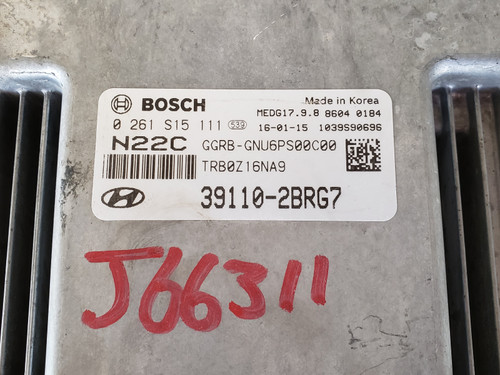 BOSCH
Made in Korea
MEDG17.9.8 8604 0184
0 261 S15 111 539
16-01-15 1039S90696
N22C
GGRB-GNU6PS00C00
TRB0Z16NA9
39110-2BRG7
J66311